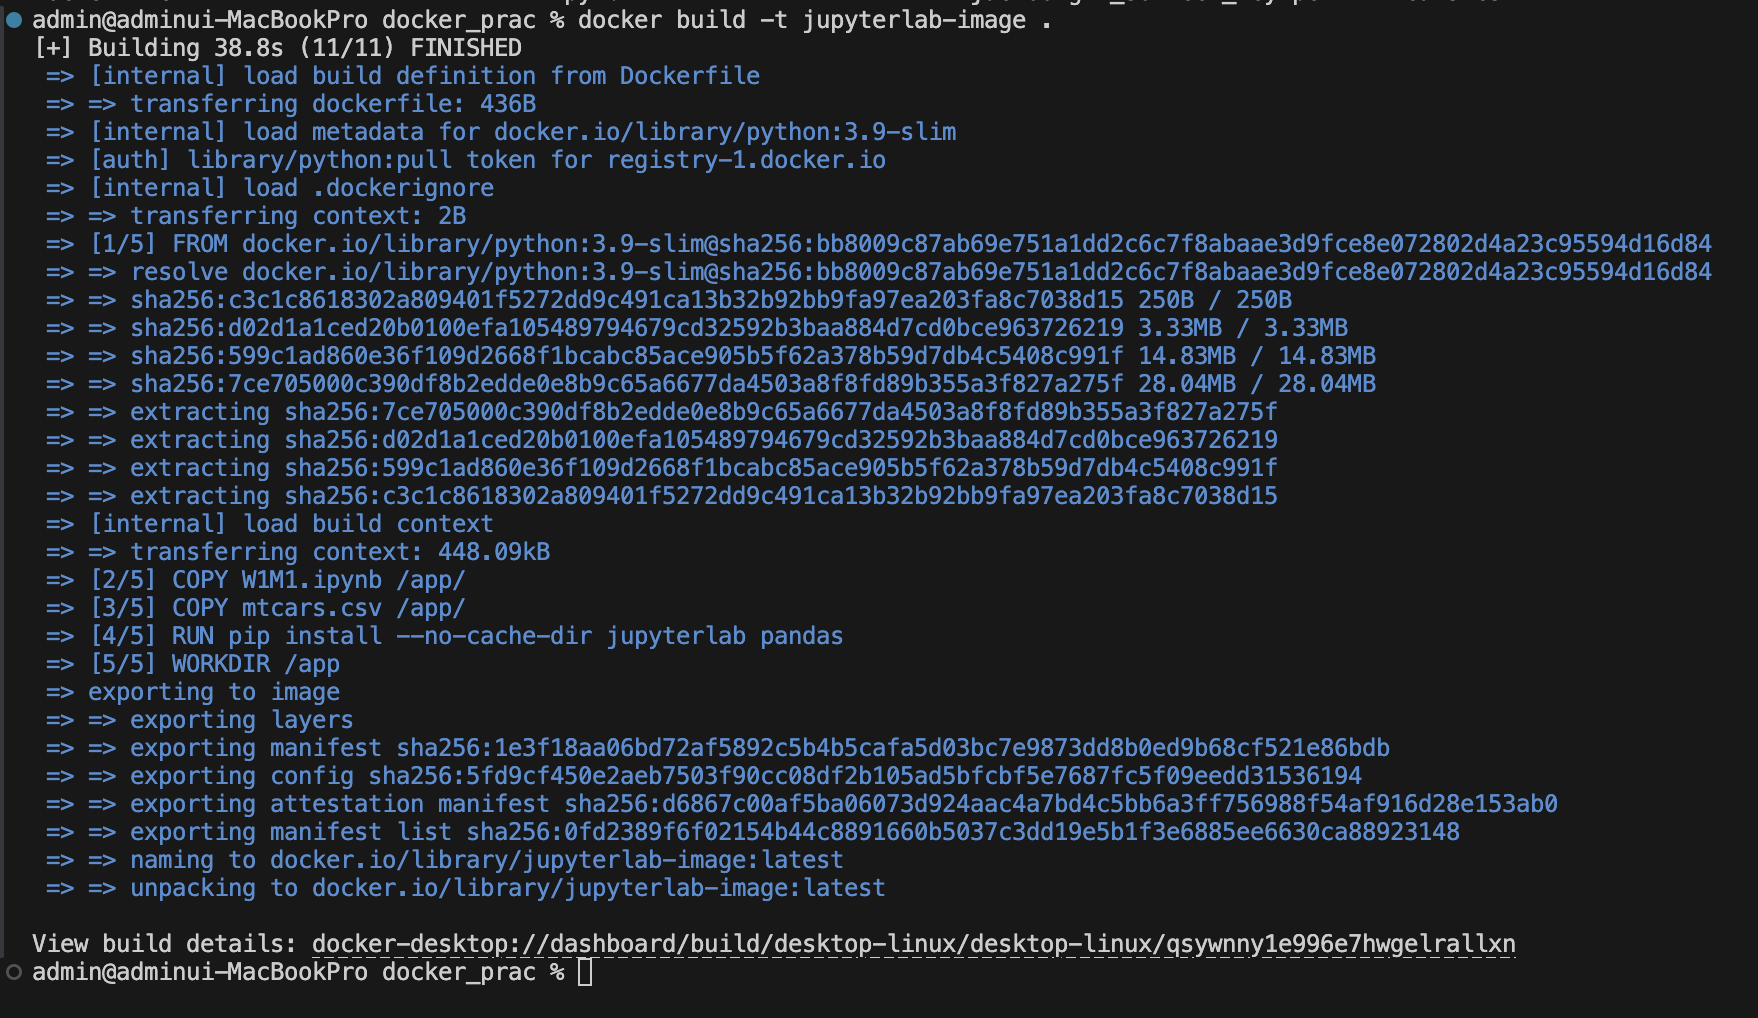 admin@adminui-MacBookPro docker_prac % docker build -t jupyterlab-image .
[+] Building 38.8s (11/11) FINISHED
=> [internal] load build definition from Dockerfile
=> => transferring dockerfile: 436B
=> [internal] load metadata for docker.io/library/python:3.9-slim
=> [auth] library/python:pull token for registry-1.docker.io
=> [internal] load .dockerignore
=> => transferring context: 2B
=> [1/5] FROM docker.io/library/python:3.9-slim@sha256:bb8009c87ab69e751a1dd2c6c7f8abaae3d9fce8e072802d4a23c95594d16d84
=> => resolve docker.io/library/python:3.9-slim@sha256:bb8009c87ab69e751a1dd2c6c7f8abaae3d9fce8e072802d4a23c95594d16d84
=> => sha256:c3c1c8618302a809401f5272dd9c491ca13b32b92bb9fa97ea203fa8c7038d15 250B / 250B
=> => sha256:d02d1a1ced20b0100efa105489794679cd32592b3baa884d7cd0bce963726219 3.33MB / 3.33MB
=> => sha256:599c1ad860e36f109d2668f1bcabc85ace905b5f62a378b59d7db4c5408c991f 14.83MB / 14.83MB
=> => sha256:7ce705000c390df8b2edde0e8b9c65a6677da4503a8f8fd89b355a3f827a275f 28.04MB / 28.04MB
=> => extracting sha256:7ce705000c390df8b2edde0e8b9c65a6677da4503a8f8fd89b355a3f827a275f
=> => extracting sha256:d02d1a1ced20b0100efa105489794679cd32592b3baa884d7cd0bce963726219
=> => extracting sha256:599c1ad860e36f109d2668f1bcabc85ace905b5f62a378b59d7db4c5408c991f
=> => extracting sha256:c3c1c8618302a809401f5272dd9c491ca13b32b92bb9fa97ea203fa8c7038d15
=> [internal] load build context
=> => transferring context: 448.09kB
=> [2/5] COPY W1M1.ipynb /app/
=> [3/5] COPY mtcars.csv /app/
=> [4/5] RUN pip install --no-cache-dir jupyterlab pandas
=> [5/5] WORKDIR /app
=> exporting to image
=> => exporting layers
=> => exporting manifest sha256:1e3f18aa06bd72af5892c5b4b5cafa5d03bc7e9873dd8b0ed9b68cf521e86bdb
=> => exporting config sha256:5fd9cf450e2aeb7503f90cc08df2b105ad5bfcbf5e7687fc5f09eedd31536194
=> => exporting attestation manifest sha256:d6867c00af5ba06073d924aac4a7bd4c5bb6a3ff756988f54af916d28e153ab0
=> => exporting manifest list sha256:0fd2389f6f02154b44c8891660b5037c3dd19e5b1f3e6885ee6630ca88923148
=> => naming to docker.io/library/jupyterlab-image:latest
=> => unpacking to docker.io/library/jupyterlab-image:latest
View build details: docker-desktop://dashboard/build/desktop-linux/desktop-linux/qsywnny1e996e7hwgelrallxn
admin@adminui-MacBookPro docker_prac %